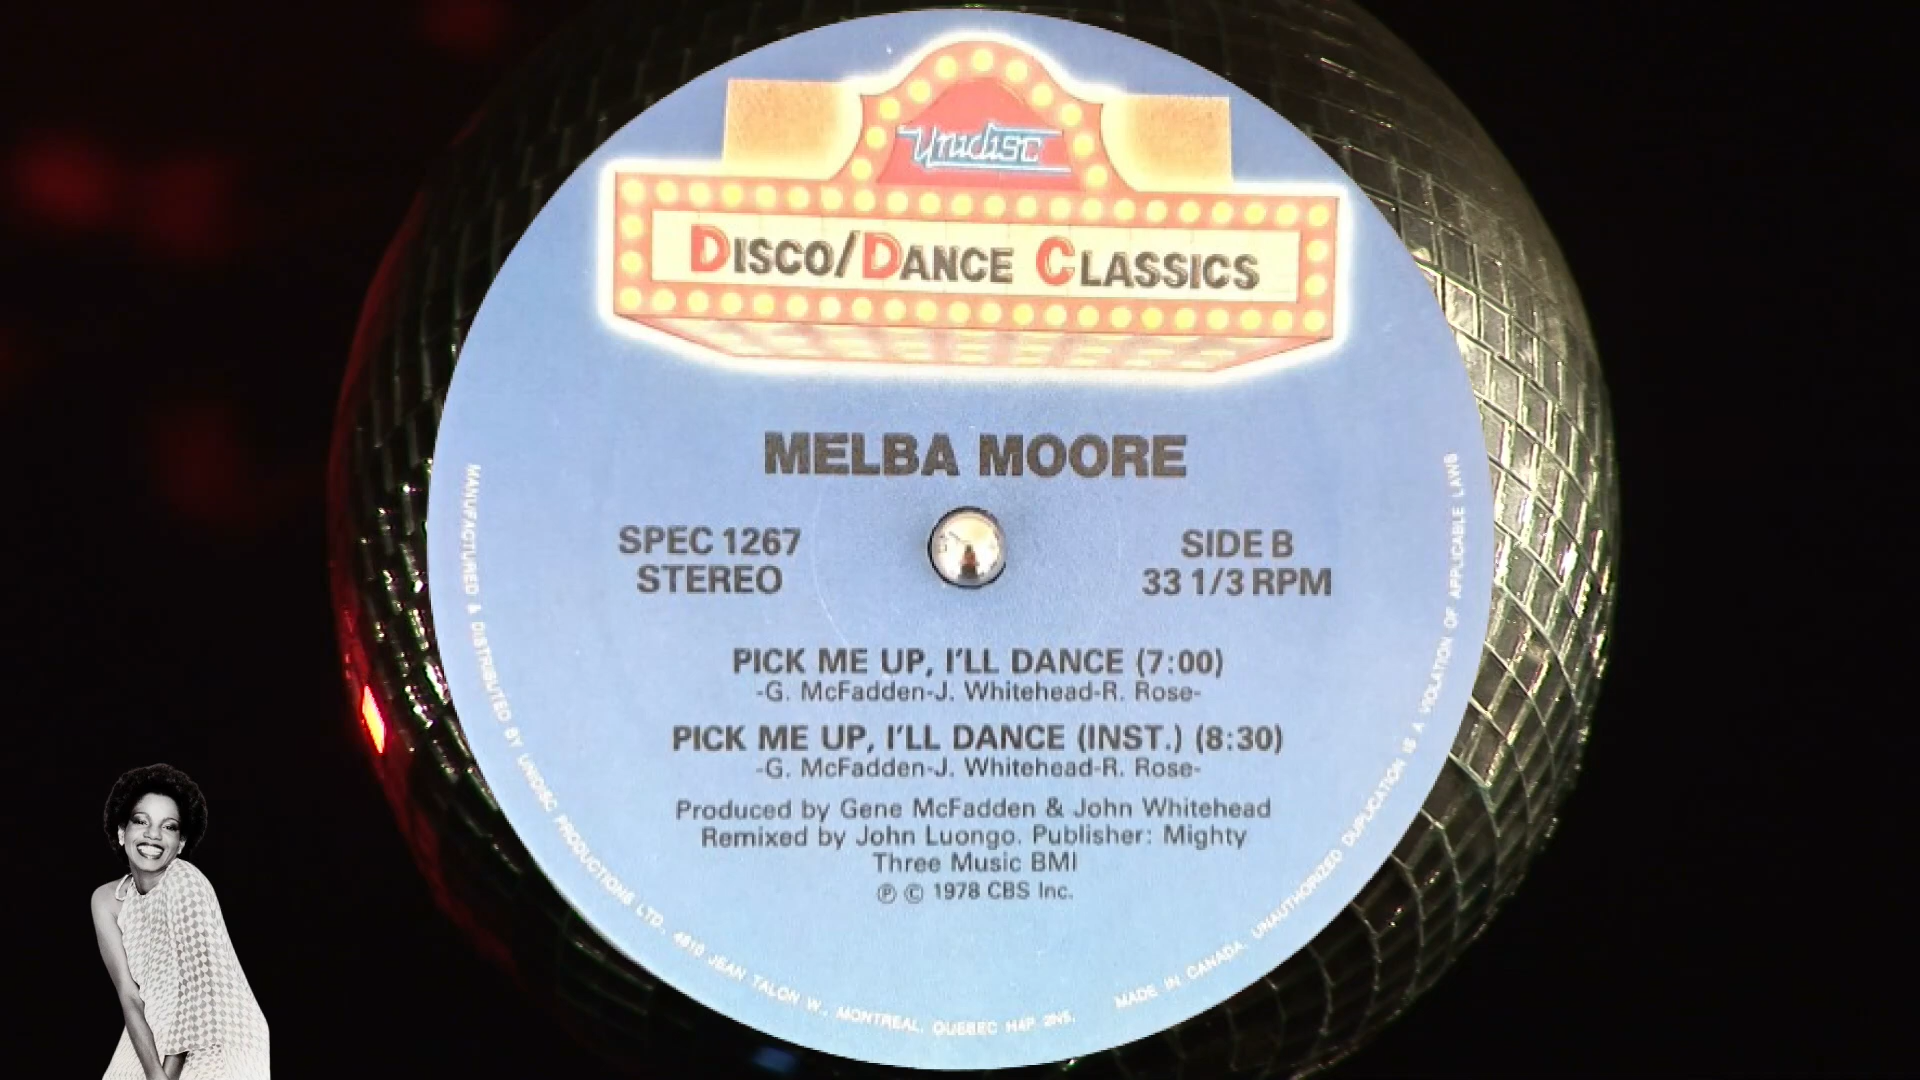 Unidisc
DISCO/DANCE CLASSICS
MELBA MOORE
SPEC 1267
STEREO
SIDE B
33 1/3 RPM
PICK ME UP, I'LL DANCE (7:00)
-G. McFadden-J. Whitehead-R. Rose-
PICK ME UP, I'LL DANCE (INST.) (8:30)
-G. McFadden-J. Whitehead-R. Rose-
Produced by Gene McFadden & John Whitehead
Remixed by John Luongo. Publisher: Mighty
Three Music BMI
℗ © 1978 CBS Inc.
MANUFACTURED & DISTRIBUTED BY UNIDISC PRODUCTIONS LTD., 4810 JEAN TALON W., MONTREAL, QUEBEC H4P 2N5. MADE IN CANADA. UNAUTHORIZED DUPLICATION IS A VIOLATION OF APPLICABLE LAWS